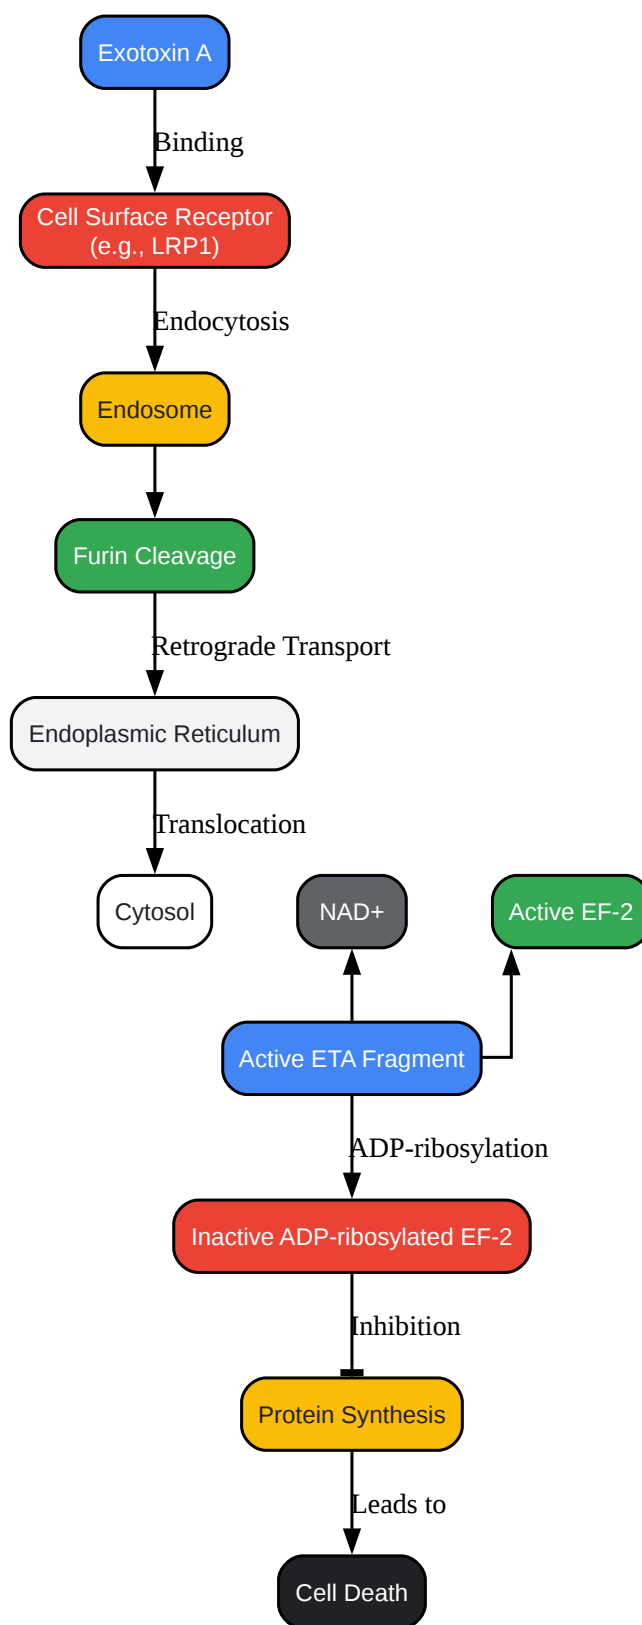 Exotoxin A
Binding
Cell Surface Receptor
(e.g., LRP1)
Endocytosis
Endosome
Furin Cleavage
Retrograde Transport
Endoplasmic Reticulum
Translocation
Cytosol
NAD+
Active EF-2
Active ETA Fragment
ADP-ribosylation
Inactive ADP-ribosylated EF-2
Inhibition
Protein Synthesis
Leads to
Cell Death